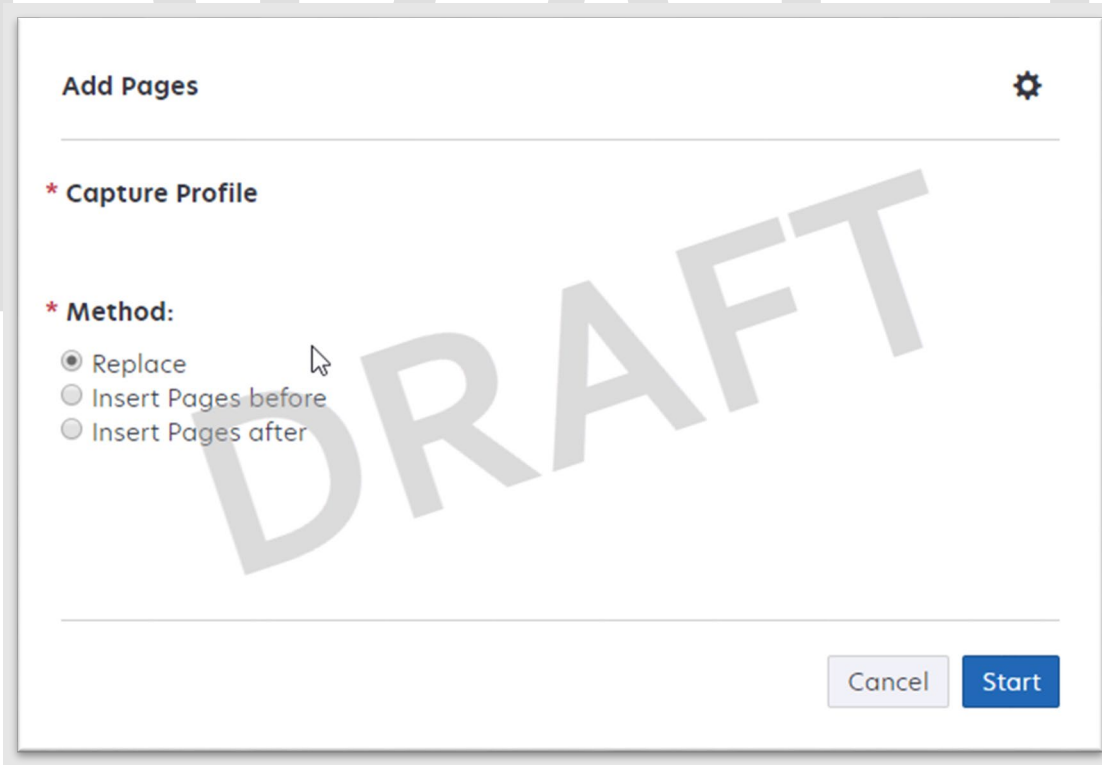 Add Pages
* Capture Profile
* Method:
Replace
Insert Pages before
Insert Pages after
DRAFT
Cancel
Start